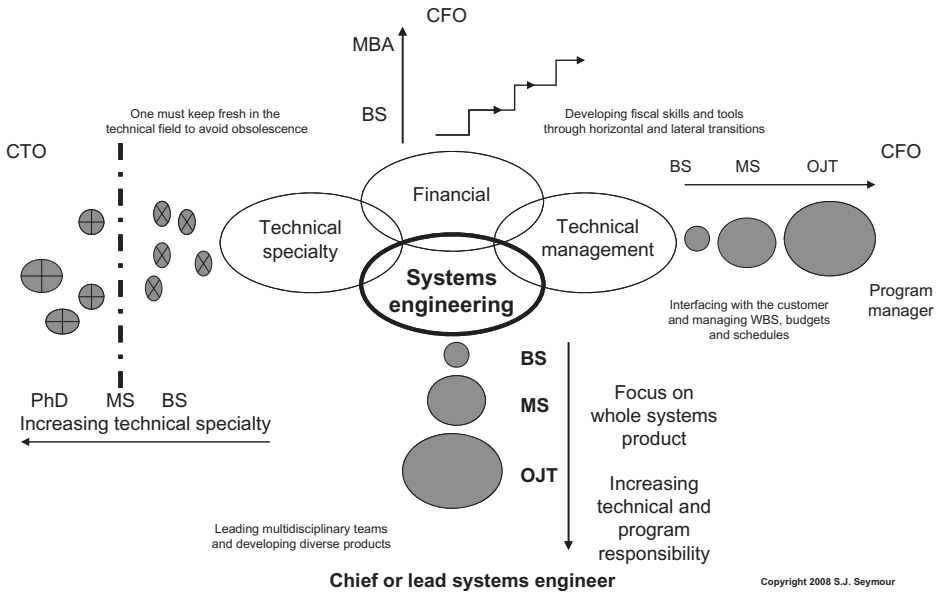 CFO
MBA
BS
One must keep fresh in the
technical field to avoid obsolescence
Developing fiscal skills and tools
through horizontal and lateral transitions
CTO
CFO
BS
MS
OJT
Financial
Technical
specialty
Technical
management
Systems
engineering
Program
manager
Interfacing with the customer
and managing WBS, budgets
and schedules
PhD
MS
BS
Increasing technical specialty
BS
MS
OJT
Focus on
whole systems
product
Increasing
technical and
program
responsibility
Leading multidisciplinary teams
and developing diverse products
Chief or lead systems engineer
Copyright 2008 S.J. Seymour